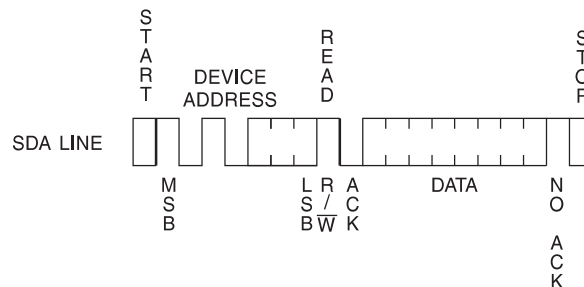 START
READ
STOP
DEVICE
ADDRESS
SDA LINE
MSB
LSB
R/W
ACK
DATA
NO ACK